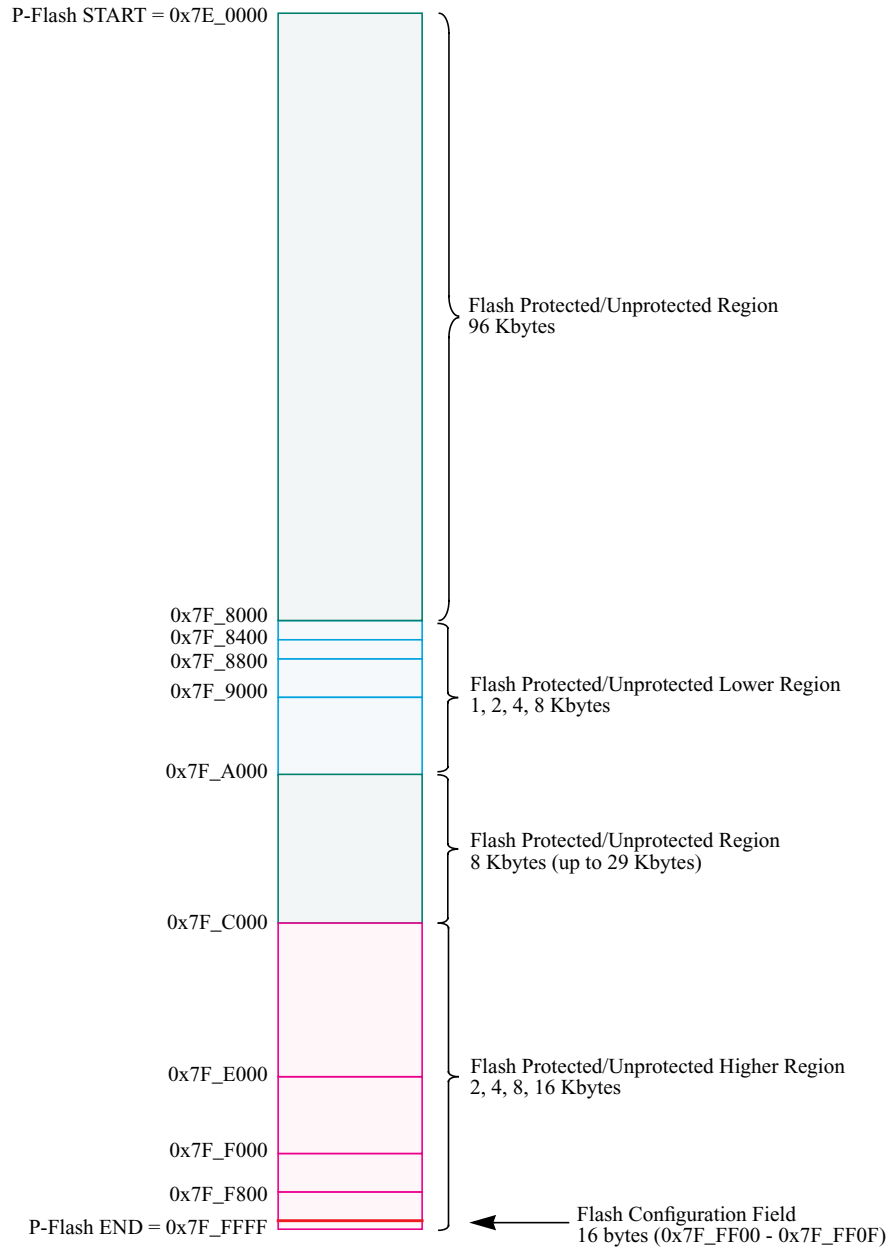 P-Flash START = 0x7E_0000
Flash Protected/Unprotected Region
96 Kbytes
0x7F_8000
0x7F_8400
0x7F_8800
0x7F_9000
Flash Protected/Unprotected Lower Region
1, 2, 4, 8 Kbytes
0x7F_A000
Flash Protected/Unprotected Region
8 Kbytes (up to 29 Kbytes)
0x7F_C000
0x7F_E000
Flash Protected/Unprotected Higher Region
2, 4, 8, 16 Kbytes
0x7F_F000
0x7F_F800
P-Flash END = 0x7F_FFFF
Flash Configuration Field
16 bytes (0x7F_FF00 - 0x7F_FF0F)